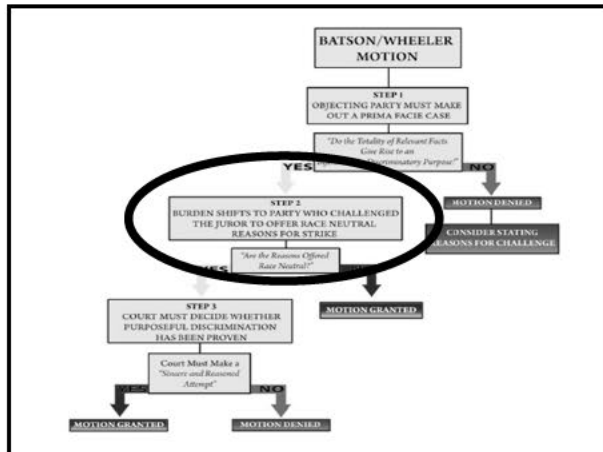 BATSON/WHEELER
MOTION
STEP 1
OBJECTING PARTY MUST MAKE
OUT A PRIMA FACIE CASE
"Do the Totality of Relevant Facts
Give Rise to an
Discriminatory Purpose?"
YES
NO
MOTION DENIED
CONSIDER STATING
REASONS FOR CHALLENGE
STEP 2
BURDEN SHIFTS TO PARTY WHO CHALLENGED
THE JUROR TO OFFER RACE NEUTRAL
REASONS FOR STRIKE
"Are the Reasons Offered
Race Neutral?"
YES
MOTION GRANTED
STEP 3
COURT MUST DECIDE WHETHER
PURPOSEFUL DISCRIMINATION
HAS BEEN PROVEN
Court Must Make a
"Sincere and Reasoned
Attempt"
YES
NO
MOTION GRANTED
MOTION DENIED